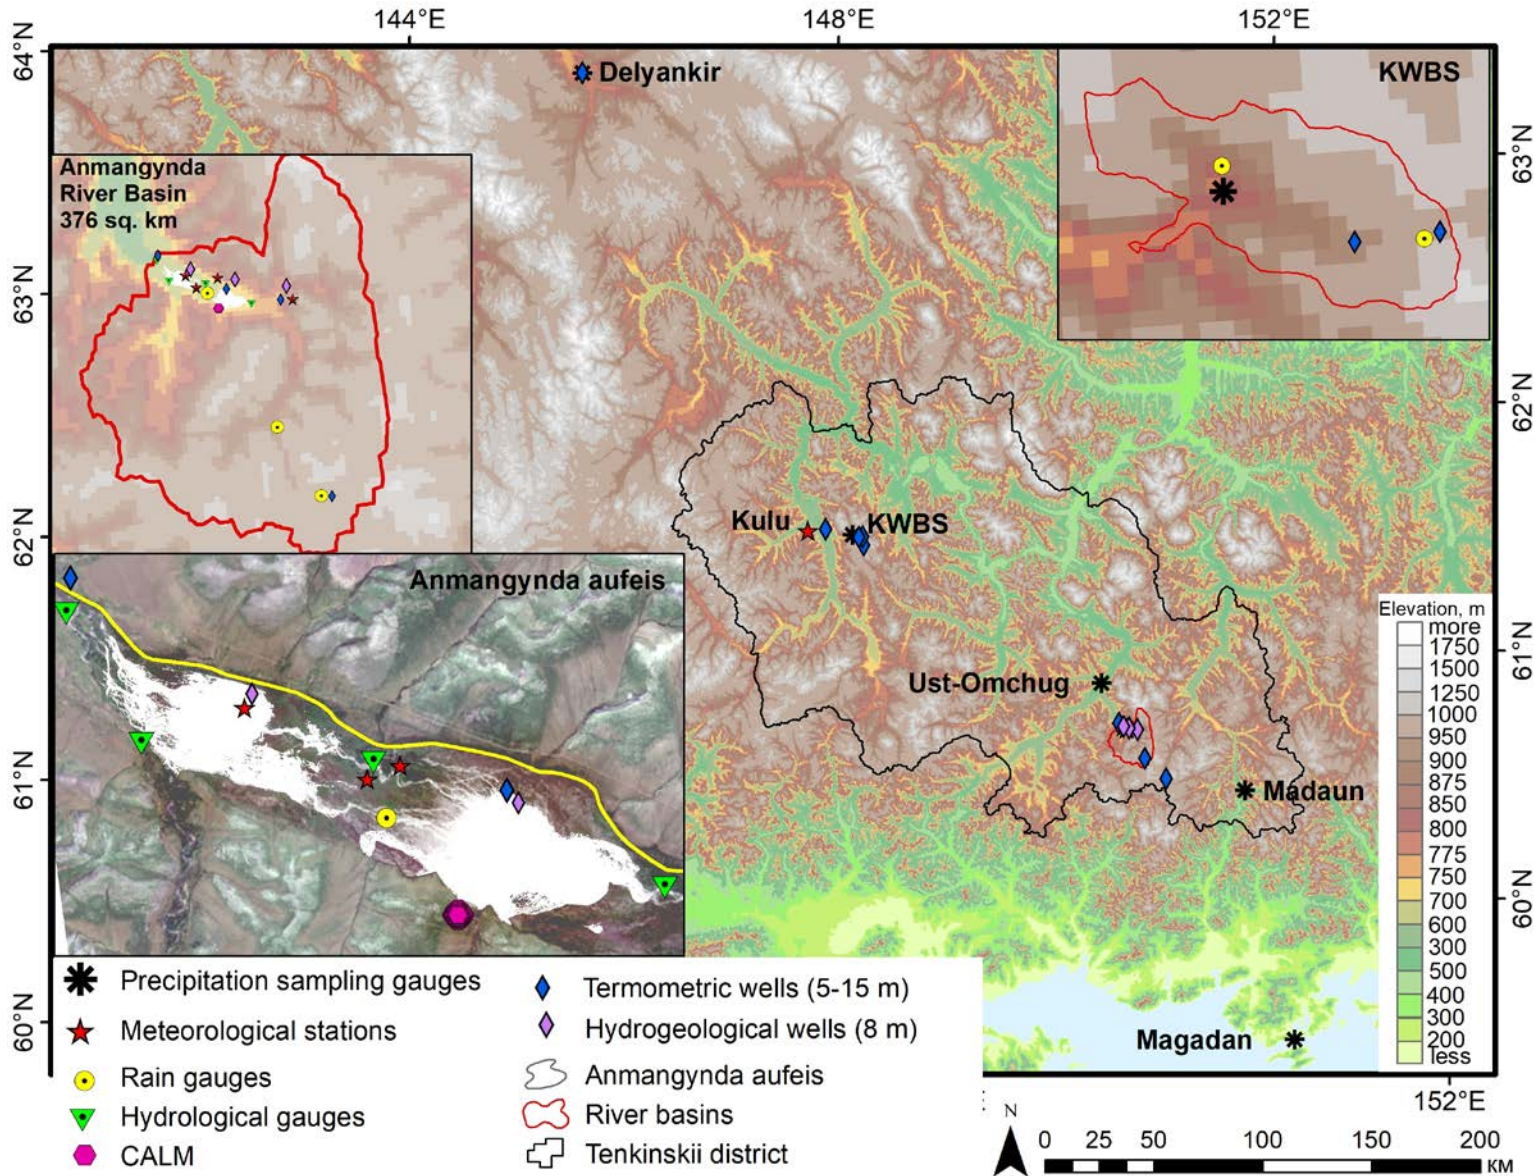 144°E
148°E
152°E
64°N
Delyankir
KWBS
63°N
Anmangynda
River Basin
376 sq. km
63°N
62°N
Kulu
KWBS
62°N
Anmangynda aufeis
Elevation, m
more
1750
1500
1250
1000
950
900
875
850
800
775
750
700
600
300
500
400
300
200
less
61°N
Ust-Omchug
61°N
Madaun
60°N
60°N
Magadan
Precipitation sampling gauges
Meteorological stations
Rain gauges
Hydrological gauges
CALM
Termometric wells (5-15 m)
Hydrogeological wells (8 m)
Anmangynda aufeis
River basins
Tenkinskii district
152°E
N
0 25 50 100 150 200
км